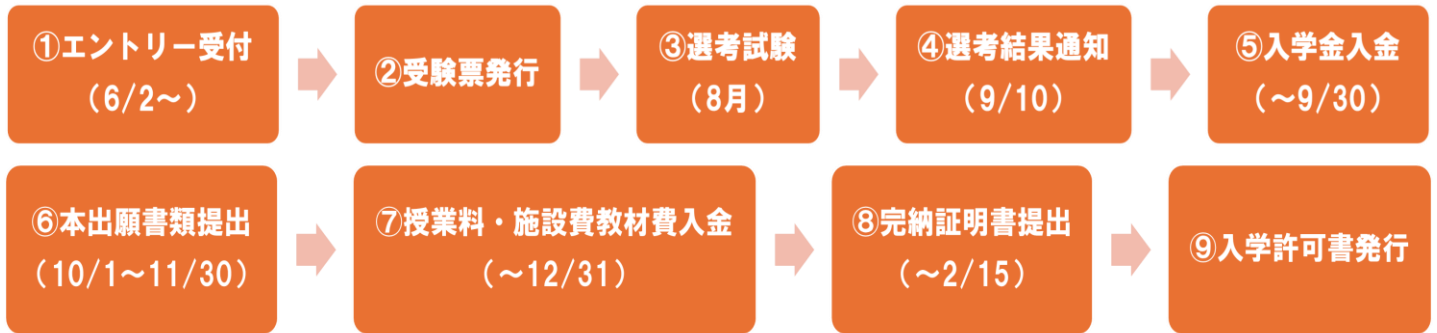 ①エントリー受付
（6/2～）
②受験票発行
③選考試験
（8月）
④選考結果通知
（9/10）
⑤入学金入金
（～9/30）
⑥本出願書類提出
（10/1～11/30）
⑦授業料・施設費教材費入金
（～12/31）
⑧完納証明書提出
（～2/15）
⑨入学許可書発行